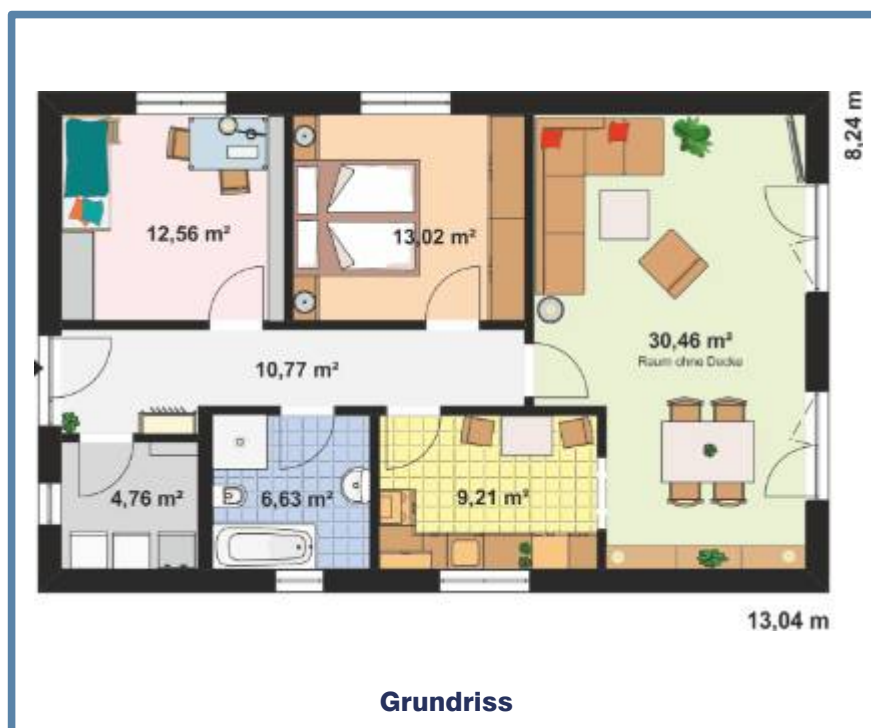 8,24 m
12,56 m²
13,02 m²
30,46 m²
Raum ohne Decke
10,77 m²
4,76 m²
6,63 m²
9,21 m²
13,04 m
Grundriss